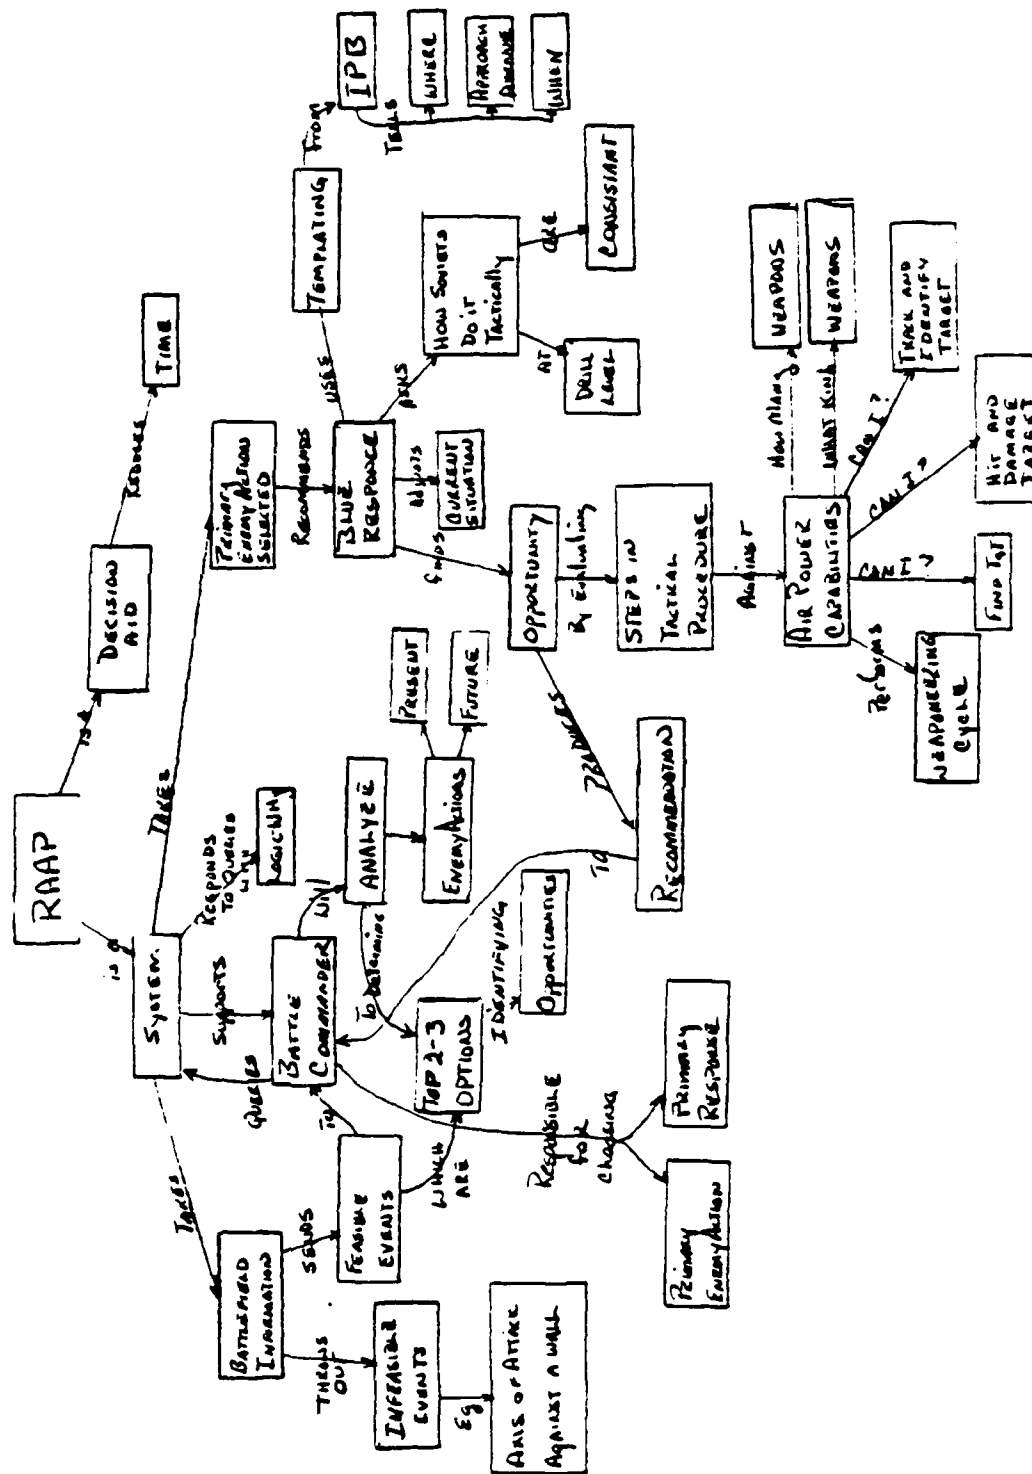 RAAP
IS A
DECISION
AID
REDUCES
TIME
IS A
SYSTEM
TAKES
BATTLEFIELD
INFORMATION
THROWS
OUT
INFEASIBLE
EVENTS
Eg
AXIS OF ATTACK
AGAINST A WALL
SENDS
FEASIBLE
EVENTS
TO
WHICH
ARE
TOP 2-3
OPTIONS
QUERIES
SUPPORTS
BATTLE
COMMANDER
RESPONDS
TO QUERIES
WITH
WILL
ANALYZE
To Determine
ENEMY ACTIONS
PRESENT
FUTURE
RESPONSIBLE
FOR
CHOOSING
PRIMARY
ENEMY ACTION
PRIMARY
RESPONSE
IDENTIFYING
OPPORTUNITIES
TAKES
PRIMARY
ENEMY ACTION
SELECTED
RECOMMENDS
BLUE
RESPONCE
USES
TEMPLATING
FROM
IPB
TELLS
WHERE
APPROACH
AVENUE
WHEN
ASKS
HOW SOVIETS
DO IT
TACTICALLY
AT
DRILL
LEVEL
ARE
CONSISTANT
CURRENT
SITUATION
FINDS
OPPORTUNITY
PRODUCES
RECOMMENDATION
TO
By Evaluating
STEPS IN
TACTICAL
PROCEDURE
AGAINST
AIR POWER
CAPABILITIES
HOW MANY
WEAPONS
WHAT KIND
WEAPONS
CAN I?
TRACK AND
IDENTIFY
TARGET
CAN I?
HIT AND
DAMAGE
TARGET
CAN I?
FIND TGT
Performs
WEAPONEERING
Cycle